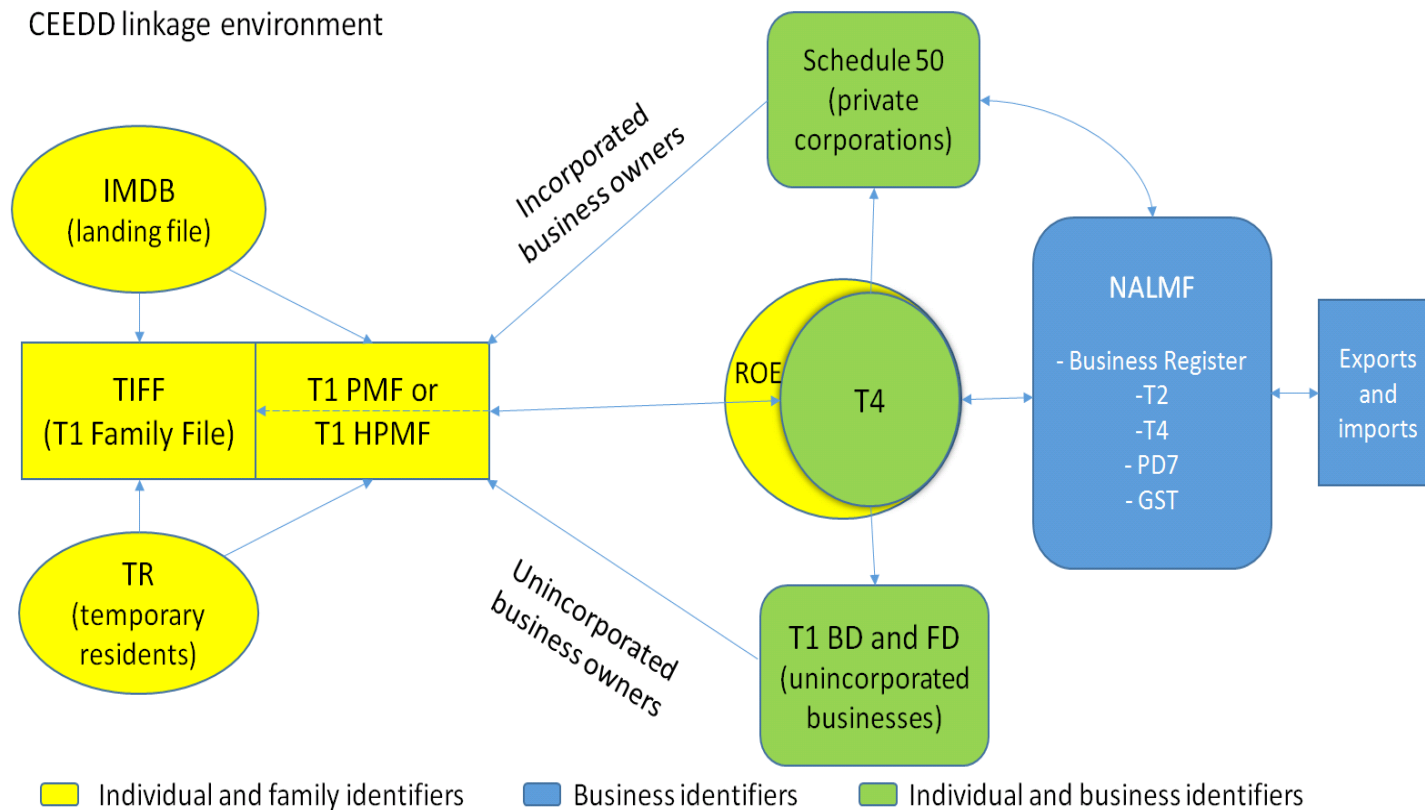 CEEDD linkage environment
IMDB
(landing file)
TIFF
(T1 Family File)
T1 PMF or
T1 HPMF
TR
(temporary
residents)
Incorporated
business owners
Unincorporated
business owners
Schedule 50
(private
corporations)
ROE
T4
T1 BD and FD
(unincorporated
businesses)
NALMF
- Business Register
-T2
-T4
- PD7
- GST
Exports
and
imports
Individual and family identifiers
Business identifiers
Individual and business identifiers